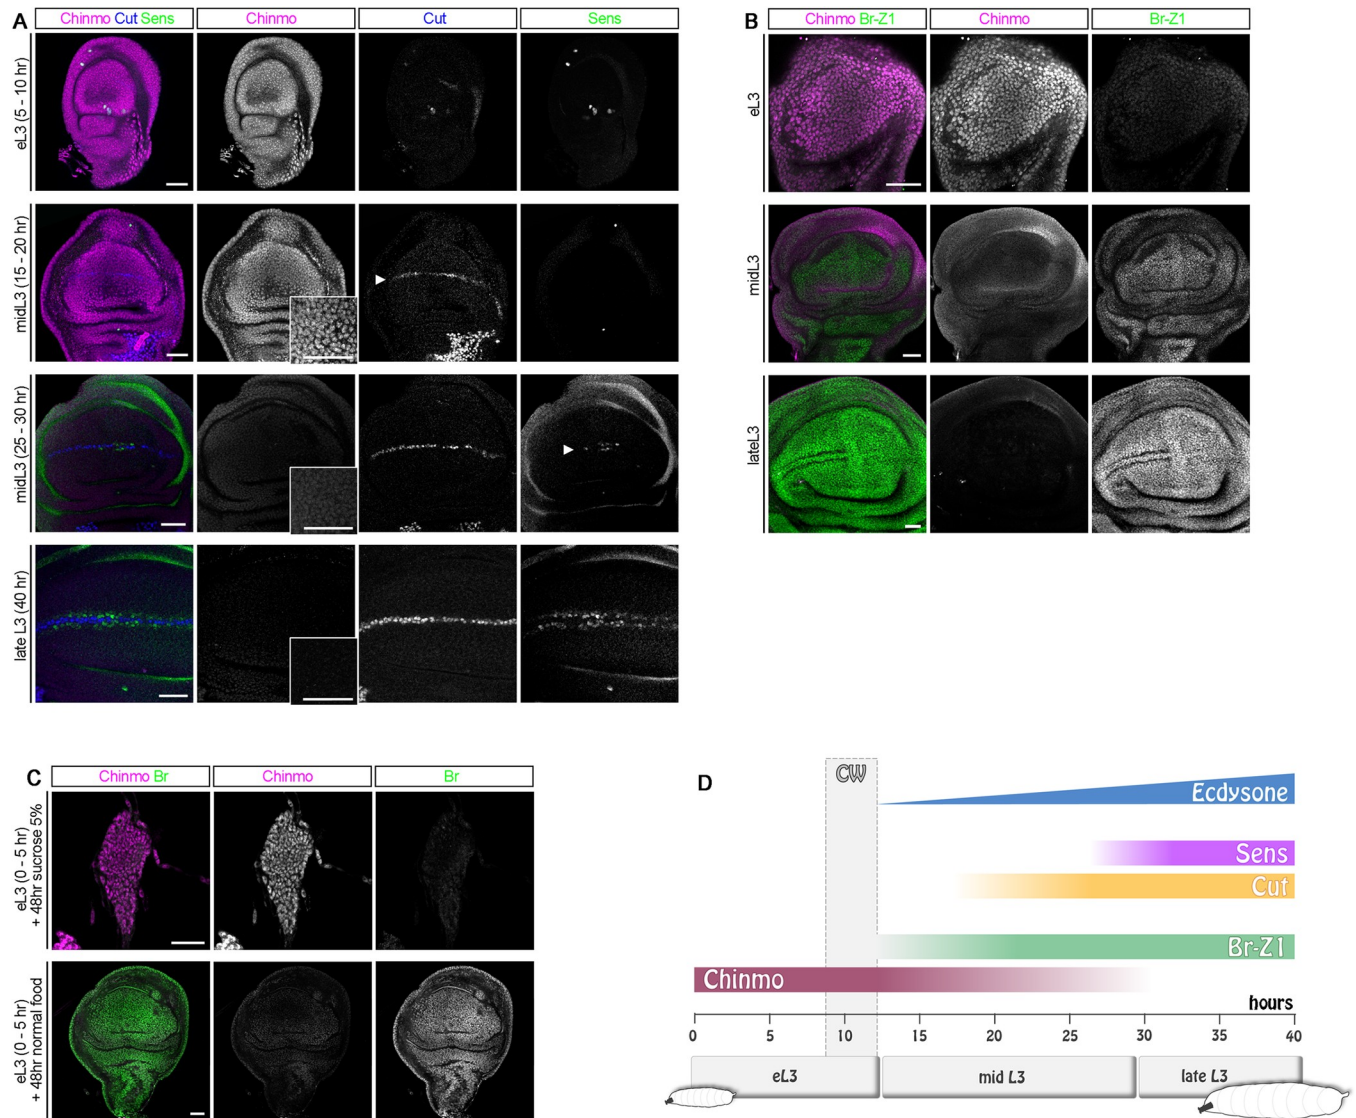 A
Chinmo Cut Sens
Chinmo
Cut
Sens
eL3 (5 - 10 hr)
midL3 (15 - 20 hr)
midL3 (25 - 30 hr)
late L3 (40 hr)
B
Chinmo Br-Z1
Chinmo
Br-Z1
eL3
midL3
lateL3
C
Chinmo Br
Chinmo
Br
eL3 (0 - 5 hr)
+ 48hr sucrose 5%
eL3 (0 - 5 hr)
+ 48hr normal food
D
CW
Ecdysone
Sens
Cut
Br-Z1
Chinmo
hours
0 5 10 15 20 25 30 35 40
eL3 mid L3 late L3